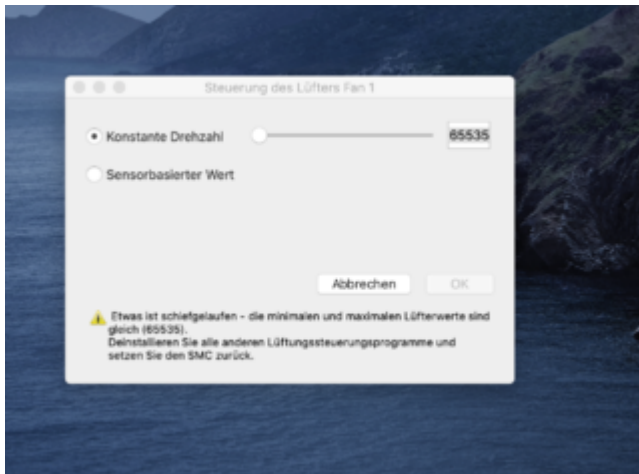 Steuerung des Lüfters Fan 1
Konstante Drehzahl
65535
Sensorbasierter Wert
Abbrechen
OK
Etwas ist schiefgelaufen - die minimalen und maximalen Lüfterwerte sind
gleich (65535).
Deinstallieren Sie alle anderen Lüftungssteuerungsprogramme und
setzen Sie den SMC zurück.